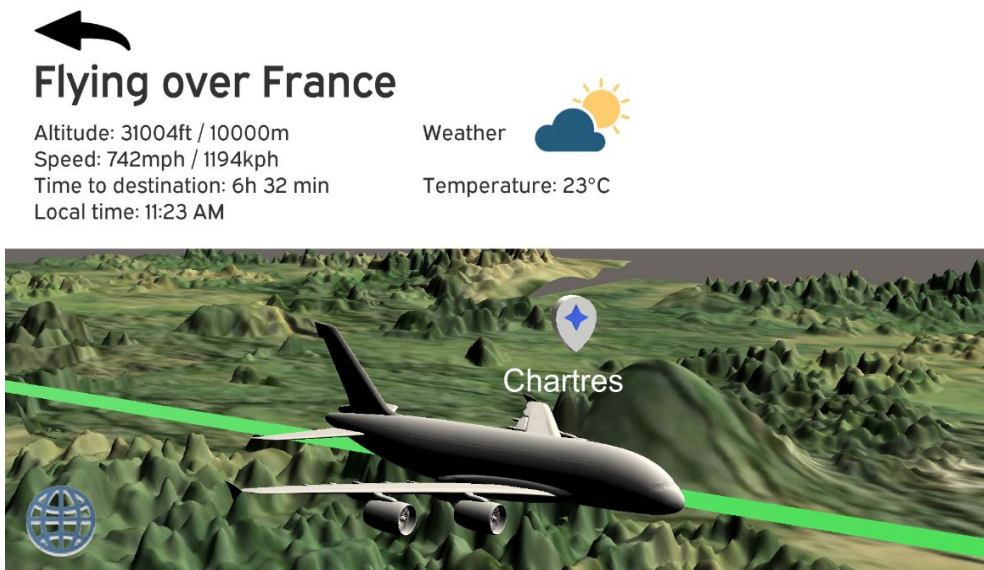 Flying over France
Altitude: 31004ft / 10000m
Speed: 742mph / 1194kph
Time to destination: 6h 32 min
Local time: 11:23 AM
Weather
Temperature: 23°C
Chartres